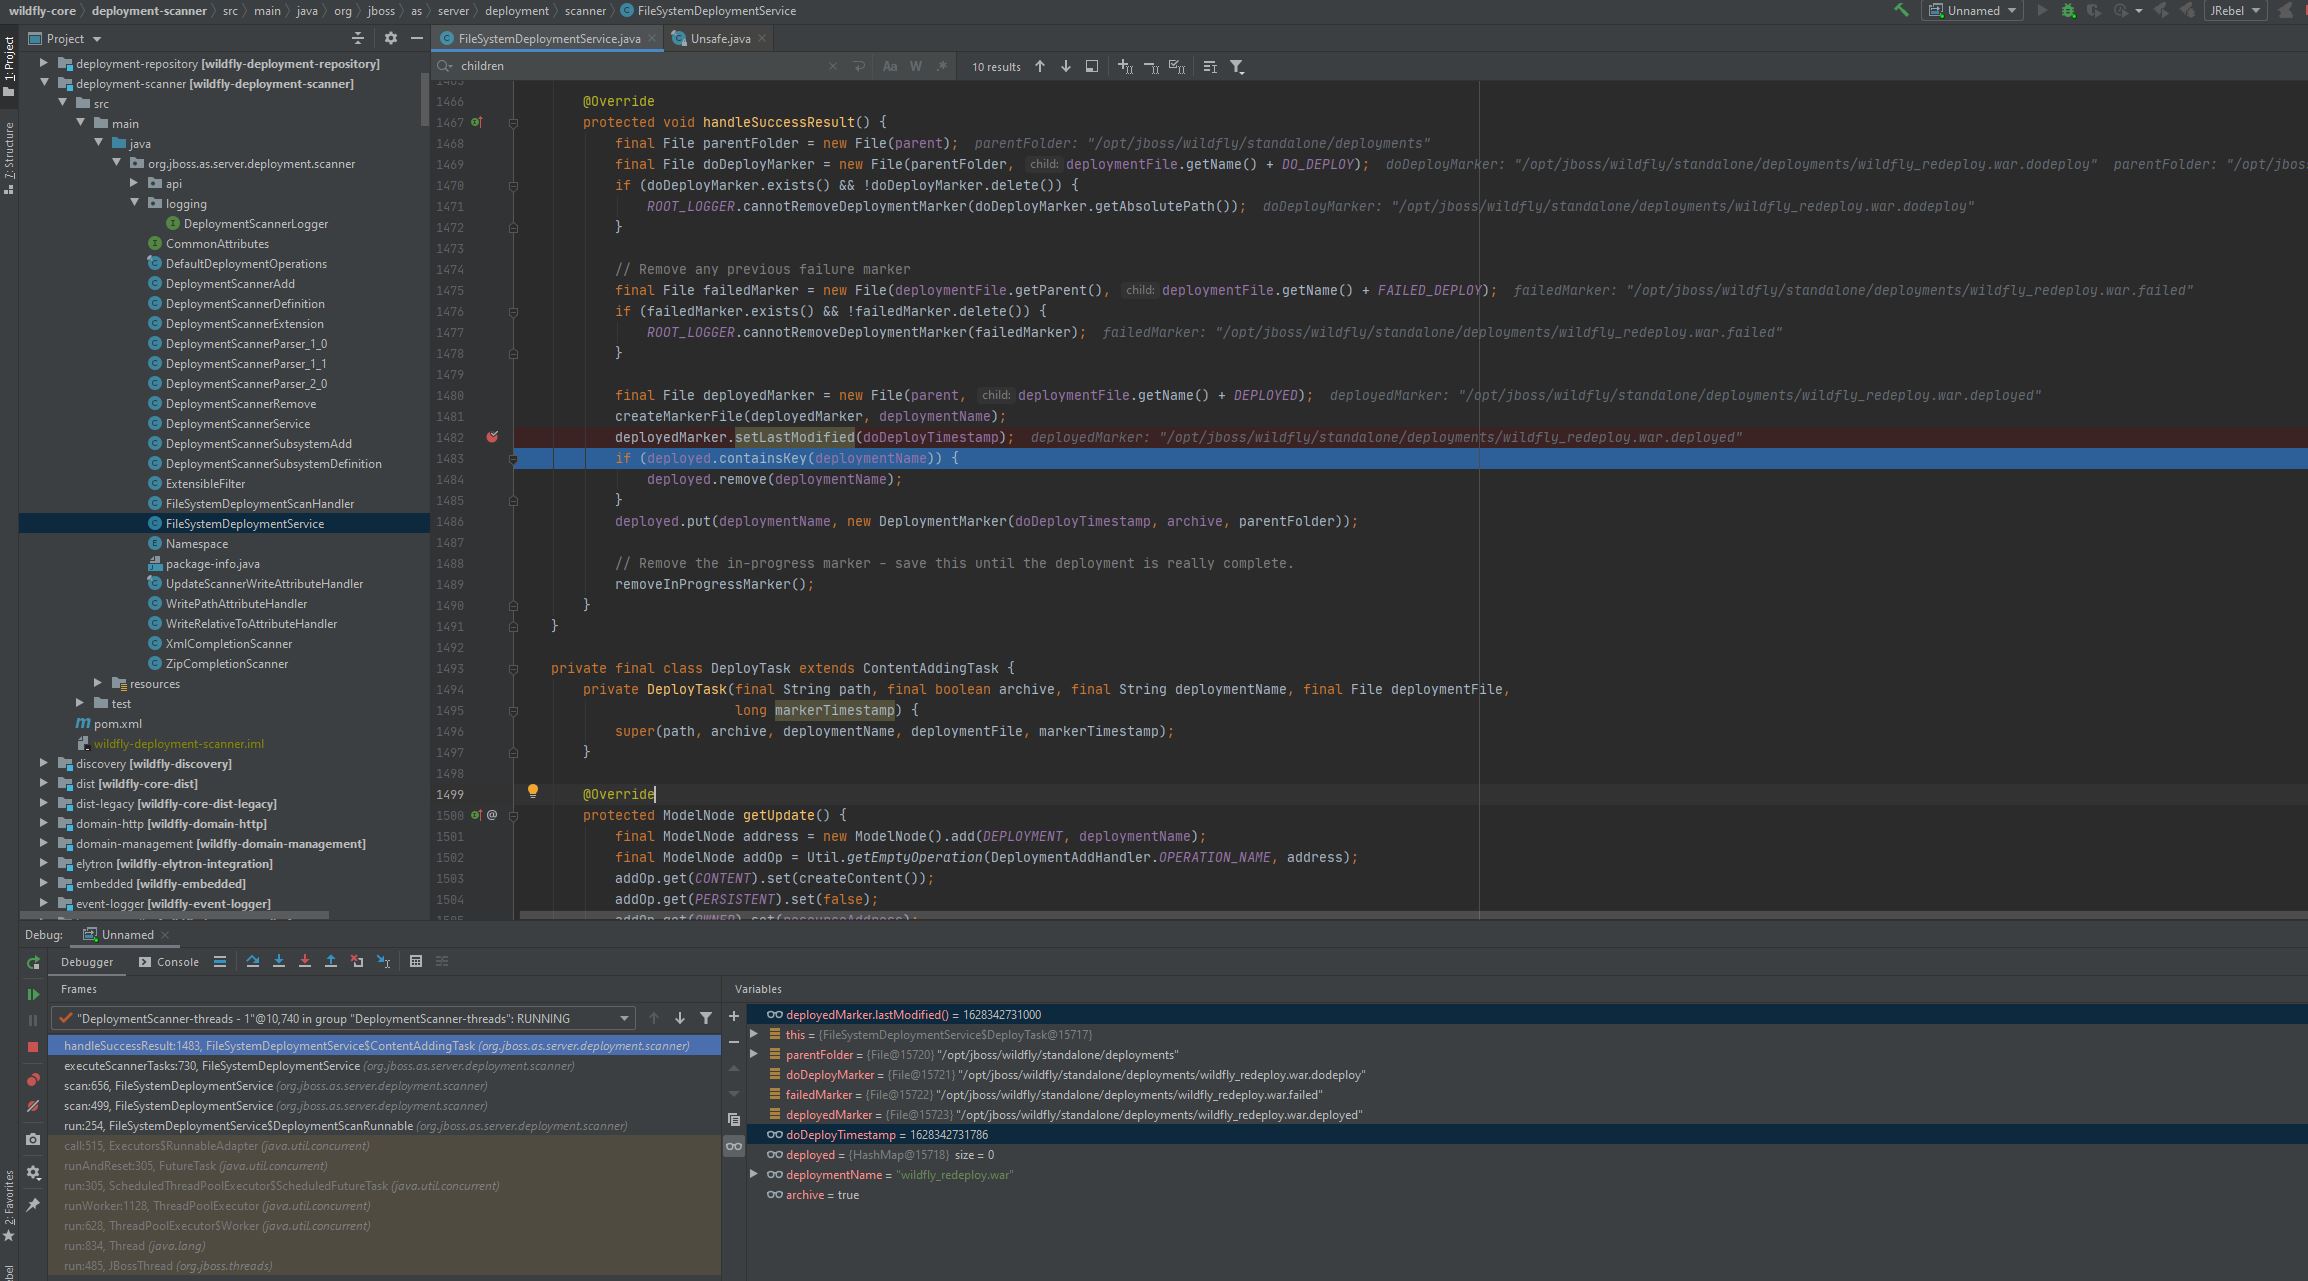 wildfly-core deployment-scanner src main java org jboss as server deployment scanner FileSystemDeploymentService
Unnamed JRebel
1: Project
7: Structure
2: Favorites
Project
FileSystemDeploymentService.java
Unsafe.java
deployment-repository [wildfly-deployment-repository]
deployment-scanner [wildfly-deployment-scanner]
src
main
java
org.jboss.as.server.deployment.scanner
api
logging
DeploymentScannerLogger
CommonAttributes
DefaultDeploymentOperations
DeploymentScannerAdd
DeploymentScannerDefinition
DeploymentScannerExtension
DeploymentScannerParser_1_0
DeploymentScannerParser_1_1
DeploymentScannerParser_2_0
DeploymentScannerRemove
DeploymentScannerService
DeploymentScannerSubsystemAdd
DeploymentScannerSubsystemDefinition
ExtensibleFilter
FileSystemDeploymentScanHandler
FileSystemDeploymentService
Namespace
package-info.java
UpdateScannerWriteAttributeHandler
WritePathAttributeHandler
WriteRelativeToAttributeHandler
XmlCompletionScanner
ZipCompletionScanner
resources
test
pom.xml
wildfly-deployment-scanner.iml
discovery [wildfly-discovery]
dist [wildfly-core-dist]
dist-legacy [wildfly-core-dist-legacy]
domain-http [wildfly-domain-http]
domain-management [wildfly-domain-management]
elytron [wildfly-elytron-integration]
embedded [wildfly-embedded]
event-logger [wildfly-event-logger]
children Aa W .* 10 results
1466 @Override
1467 protected void handleSuccessResult() {
1468 final File parentFolder = new File(parent); parentFolder: "/opt/jboss/wildfly/standalone/deployments"
1469 final File doDeployMarker = new File(parentFolder, child: deploymentFile.getName() + DO_DEPLOY); doDeployMarker: "/opt/jboss/wildfly/standalone/deployments/wildfly_redeploy.war.dodeploy" parentFolder: "/opt/jbos
1470 if (doDeployMarker.exists() && !doDeployMarker.delete()) {
1471 ROOT_LOGGER.cannotRemoveDeploymentMarker(doDeployMarker.getAbsolutePath()); doDeployMarker: "/opt/jboss/wildfly/standalone/deployments/wildfly_redeploy.war.dodeploy"
1472 }
1473
1474 // Remove any previous failure marker
1475 final File failedMarker = new File(deploymentFile.getParent(), child: deploymentFile.getName() + FAILED_DEPLOY); failedMarker: "/opt/jboss/wildfly/standalone/deployments/wildfly_redeploy.war.failed"
1476 if (failedMarker.exists() && !failedMarker.delete()) {
1477 ROOT_LOGGER.cannotRemoveDeploymentMarker(failedMarker); failedMarker: "/opt/jboss/wildfly/standalone/deployments/wildfly_redeploy.war.failed"
1478 }
1479
1480 final File deployedMarker = new File(parent, child: deploymentFile.getName() + DEPLOYED); deployedMarker: "/opt/jboss/wildfly/standalone/deployments/wildfly_redeploy.war.deployed"
1481 createMarkerFile(deployedMarker, deploymentName);
1482 deployedMarker.setLastModified(doDeployTimestamp); deployedMarker: "/opt/jboss/wildfly/standalone/deployments/wildfly_redeploy.war.deployed"
1483 if (deployed.containsKey(deploymentName)) {
1484 deployed.remove(deploymentName);
1485 }
1486 deployed.put(deploymentName, new DeploymentMarker(doDeployTimestamp, archive, parentFolder));
1487
1488 // Remove the in-progress marker - save this until the deployment is really complete.
1489 removeInProgressMarker();
1490 }
1491 }
1492
1493 private final class DeployTask extends ContentAddingTask {
1494 private DeployTask(final String path, final boolean archive, final String deploymentName, final File deploymentFile,
1495 long markerTimestamp) {
1496 super(path, archive, deploymentName, deploymentFile, markerTimestamp);
1497 }
1498
1499 @Override
1500 @ protected ModelNode getUpdate() {
1501 final ModelNode address = new ModelNode().add(DEPLOYMENT, deploymentName);
1502 final ModelNode addOp = Util.getEmptyOperation(DeploymentAddHandler.OPERATION_NAME, address);
1503 addOp.get(CONTENT).set(createContent());
1504 addOp.get(PERSISTENT).set(false);
1505 addOp.get(OWNER).set(resourceAddress);
Debug: Unnamed
Debugger Console
Frames
"DeploymentScanner-threads - 1"@10,740 in group "DeploymentScanner-threads": RUNNING
handleSuccessResult:1483, FileSystemDeploymentService$ContentAddingTask (org.jboss.as.server.deployment.scanner)
executeScannerTasks:730, FileSystemDeploymentService (org.jboss.as.server.deployment.scanner)
scan:656, FileSystemDeploymentService (org.jboss.as.server.deployment.scanner)
scan:499, FileSystemDeploymentService (org.jboss.as.server.deployment.scanner)
run:254, FileSystemDeploymentService$DeploymentScanRunnable (org.jboss.as.server.deployment.scanner)
call:515, Executors$RunnableAdapter (java.util.concurrent)
runAndReset:305, FutureTask (java.util.concurrent)
run:305, ScheduledThreadPoolExecutor$ScheduledFutureTask (java.util.concurrent)
runWorker:1128, ThreadPoolExecutor (java.util.concurrent)
run:628, ThreadPoolExecutor$Worker (java.util.concurrent)
run:834, Thread (java.lang)
run:485, JBossThread (org.jboss.threads)
Variables
deployedMarker.lastModified() = 1628342731000
this = {FileSystemDeploymentService$DeployTask@15717}
parentFolder = {File@15720} "/opt/jboss/wildfly/standalone/deployments"
doDeployMarker = {File@15721} "/opt/jboss/wildfly/standalone/deployments/wildfly_redeploy.war.dodeploy"
failedMarker = {File@15722} "/opt/jboss/wildfly/standalone/deployments/wildfly_redeploy.war.failed"
deployedMarker = {File@15723} "/opt/jboss/wildfly/standalone/deployments/wildfly_redeploy.war.deployed"
doDeployTimestamp = 1628342731786
deployed = {HashMap@15718} size = 0
deploymentName = "wildfly_redeploy.war"
archive = true